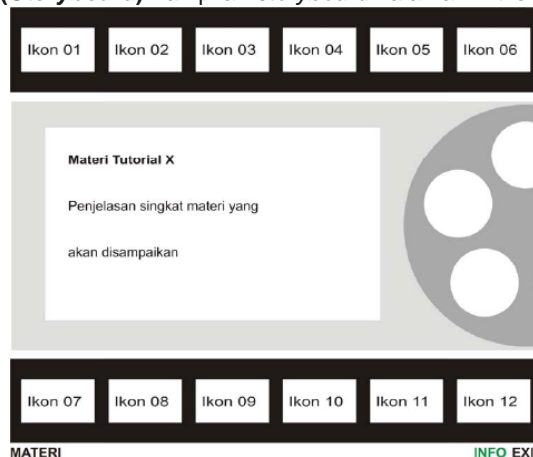 Ikon 01 Ikon 02 Ikon 03 Ikon 04 Ikon 05 Ikon 06
Materi Tutorial X
Penjelasan singkat materi yang
akan disampaikan
Ikon 07 Ikon 08 Ikon 09 Ikon 10 Ikon 11 Ikon 12
MATERI INFO